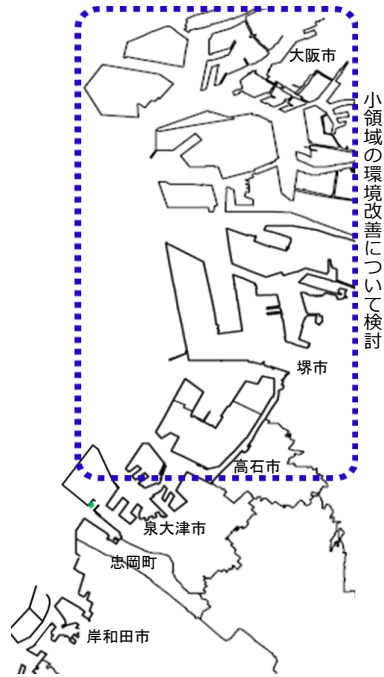 大阪市
小領域の環境改善について検討
堺市
高石市
泉大津市
忠岡町
岸和田市